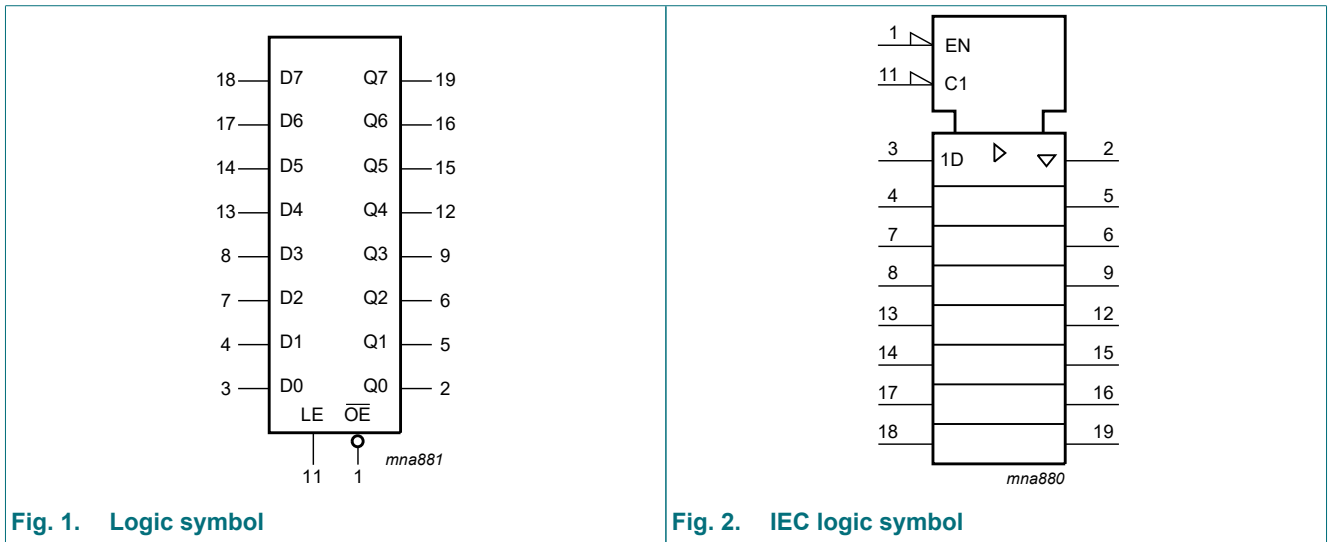 18 D7 Q7 19
17 D6 Q6 16
14 D5 Q5 15
13 D4 Q4 12
8 D3 Q3 9
7 D2 Q2 6
4 D1 Q1 5
3 D0 Q0 2
LE O̅E̅
mna881
11 1
Fig. 1. Logic symbol
1 EN
11 C1
3 1D 2
4 5
7 6
8 9
13 12
14 15
17 16
18 19
mna880
Fig. 2. IEC logic symbol